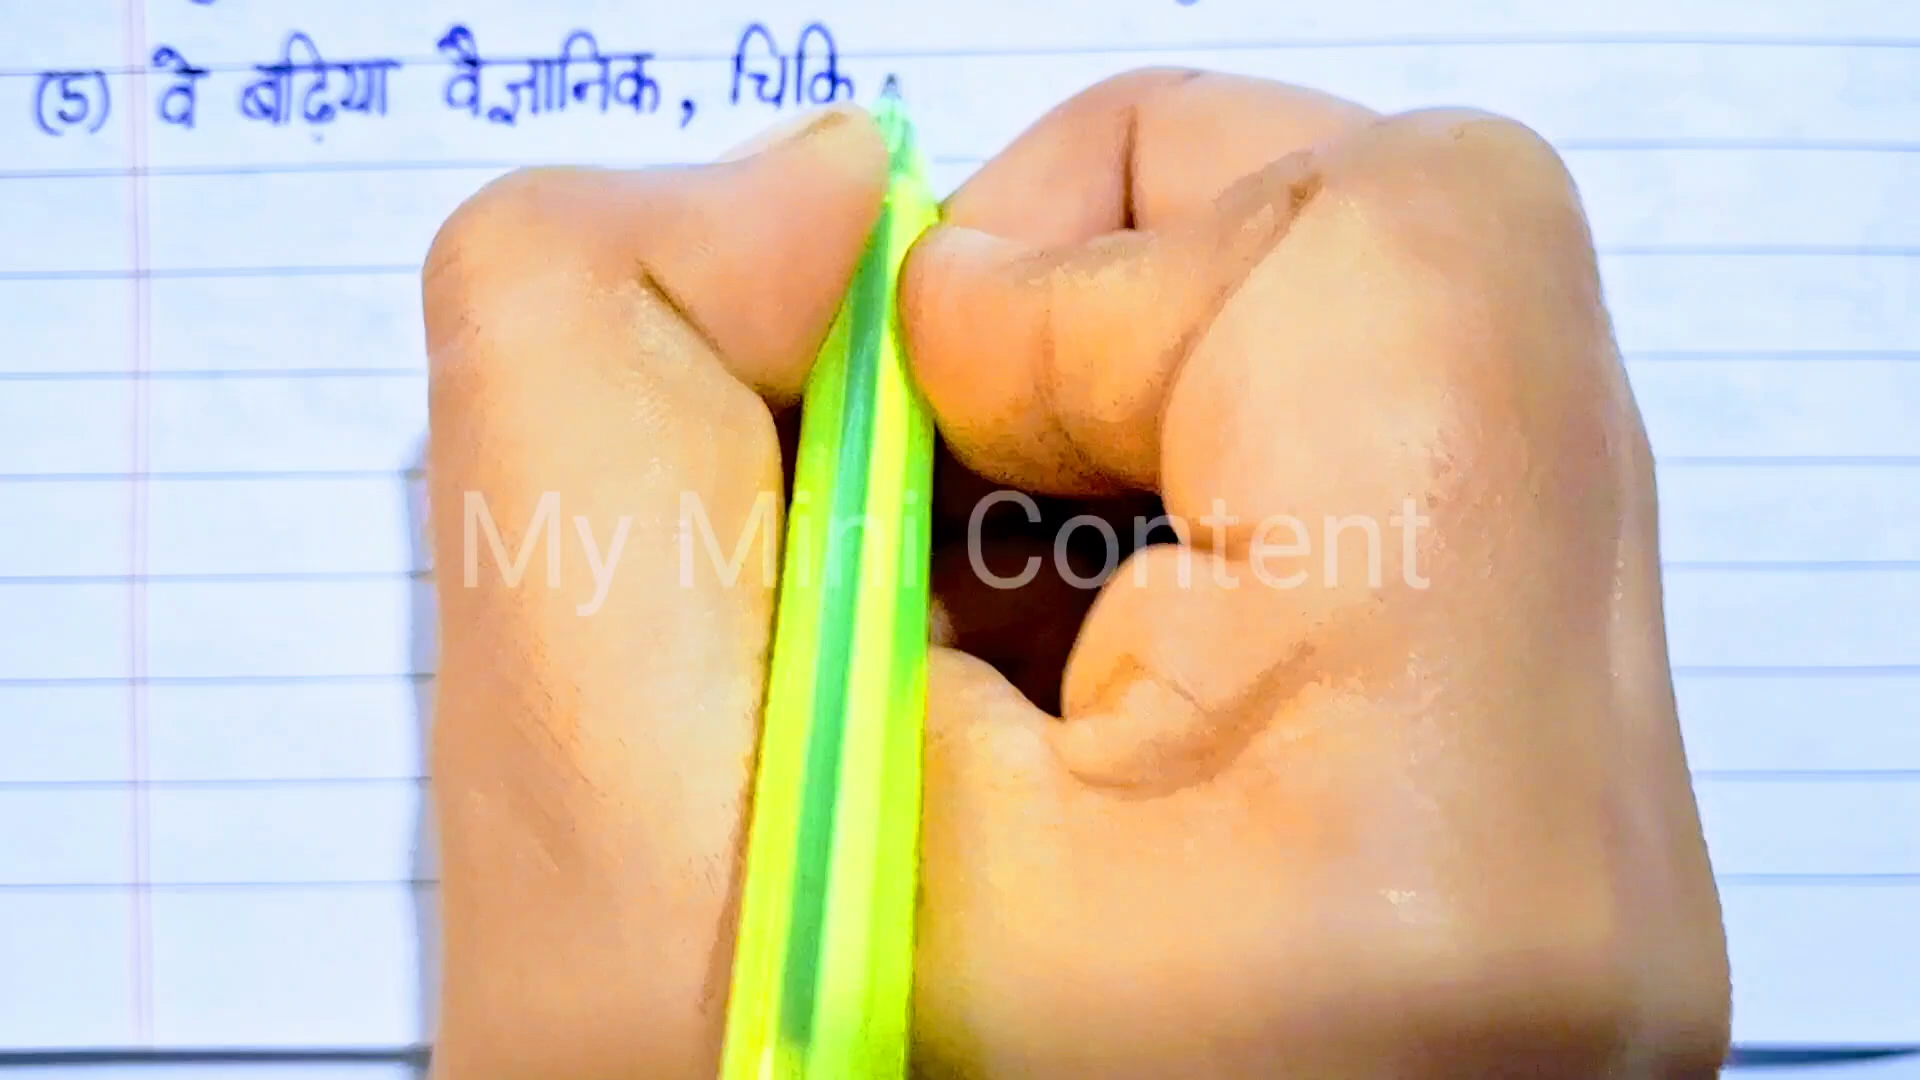 (5) वे बढ़िया वैज्ञानिक, चिकि
My Mini Content